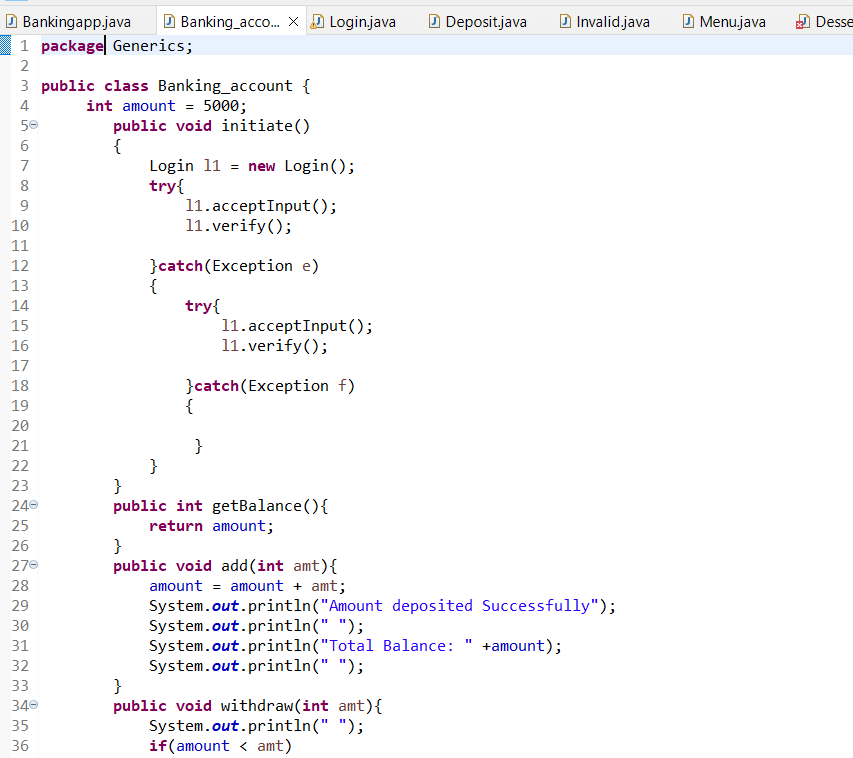 Bankingapp.java Banking_acco... Login.java Deposit.java Invalid.java Menu.java Desse
1 package Generics;
2
3 public class Banking_account {
4 int amount = 5000;
5 public void initiate()
6 {
7 Login l1 = new Login();
8 try{
9 l1.acceptInput();
10 l1.verify();
11
12 }catch(Exception e)
13 {
14 try{
15 l1.acceptInput();
16 l1.verify();
17
18 }catch(Exception f)
19 {
20
21 }
22 }
23 }
24 public int getBalance(){
25 return amount;
26 }
27 public void add(int amt){
28 amount = amount + amt;
29 System.out.println("Amount deposited Successfully");
30 System.out.println(" ");
31 System.out.println("Total Balance: " +amount);
32 System.out.println(" ");
33 }
34 public void withdraw(int amt){
35 System.out.println(" ");
36 if(amount < amt)